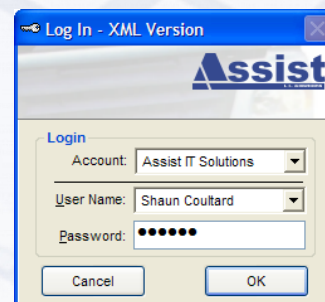 Log In - XML Version
Assist
Login
Account: Assist IT Solutions
User Name: Shaun Coultard
Password: ●●●●●●
Cancel OK